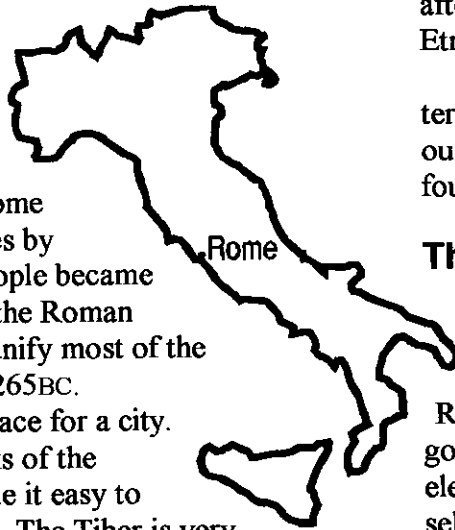 ome
es by
ople became
the Roman
nify most of the
265BC.
ace for a city.
s of the
e it easy to
The Tiber is very
Rome
afte
Etr
ter
ou
fou
Th
R
go
ele
sel